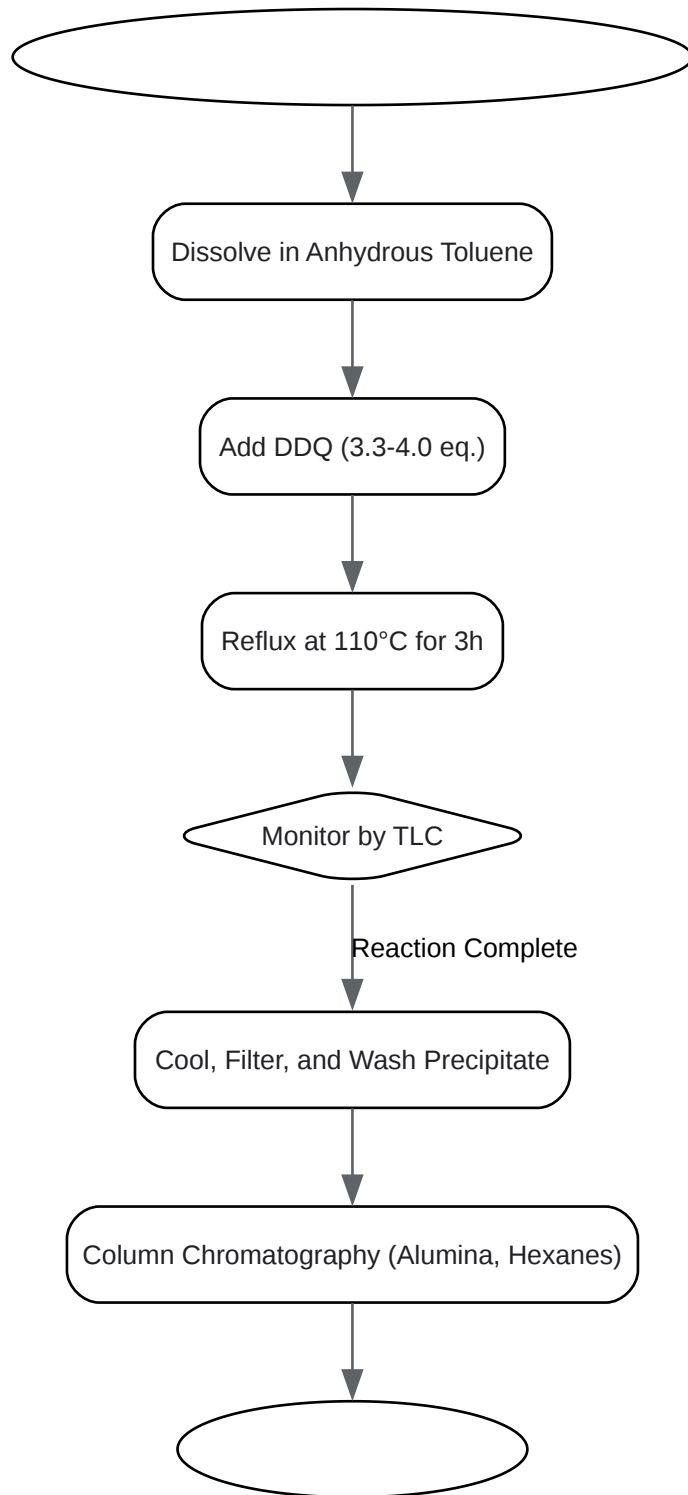 Dissolve in Anhydrous Toluene
Add DDQ (3.3-4.0 eq.)
Reflux at 110°C for 3h
Monitor by TLC
Reaction Complete
Cool, Filter, and Wash Precipitate
Column Chromatography (Alumina, Hexanes)